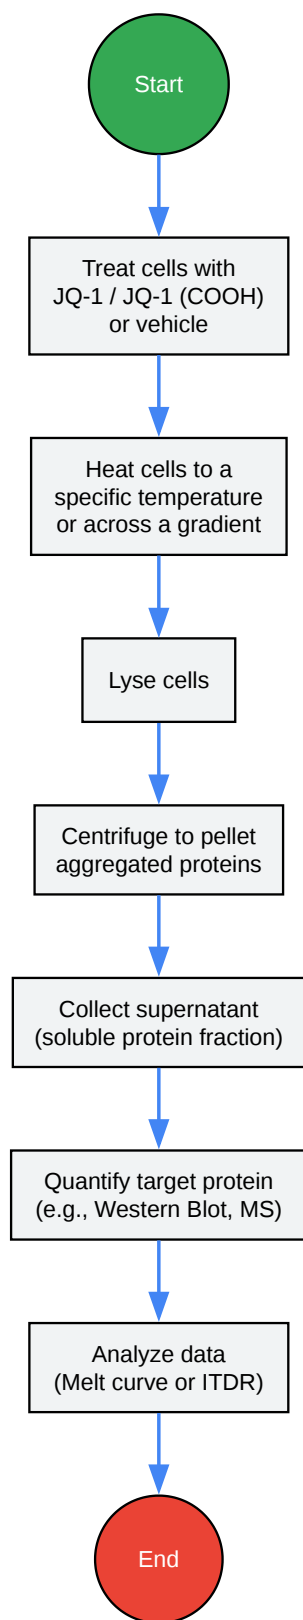 Start
Treat cells with
JQ-1 / JQ-1 (COOH)
or vehicle
Heat cells to a
specific temperature
or across a gradient
Lyse cells
Centrifuge to pellet
aggregated proteins
Collect supernatant
(soluble protein fraction)
Quantify target protein
(e.g., Western Blot, MS)
Analyze data
(Melt curve or ITDR)
End